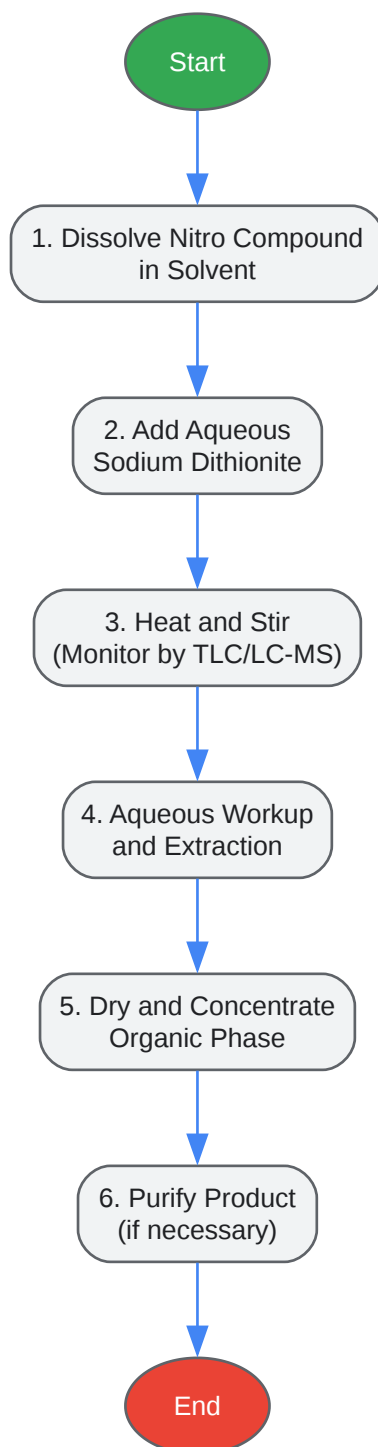 Start
1. Dissolve Nitro Compound
in Solvent
2. Add Aqueous
Sodium Dithionite
3. Heat and Stir
(Monitor by TLC/LC-MS)
4. Aqueous Workup
and Extraction
5. Dry and Concentrate
Organic Phase
6. Purify Product
(if necessary)
End